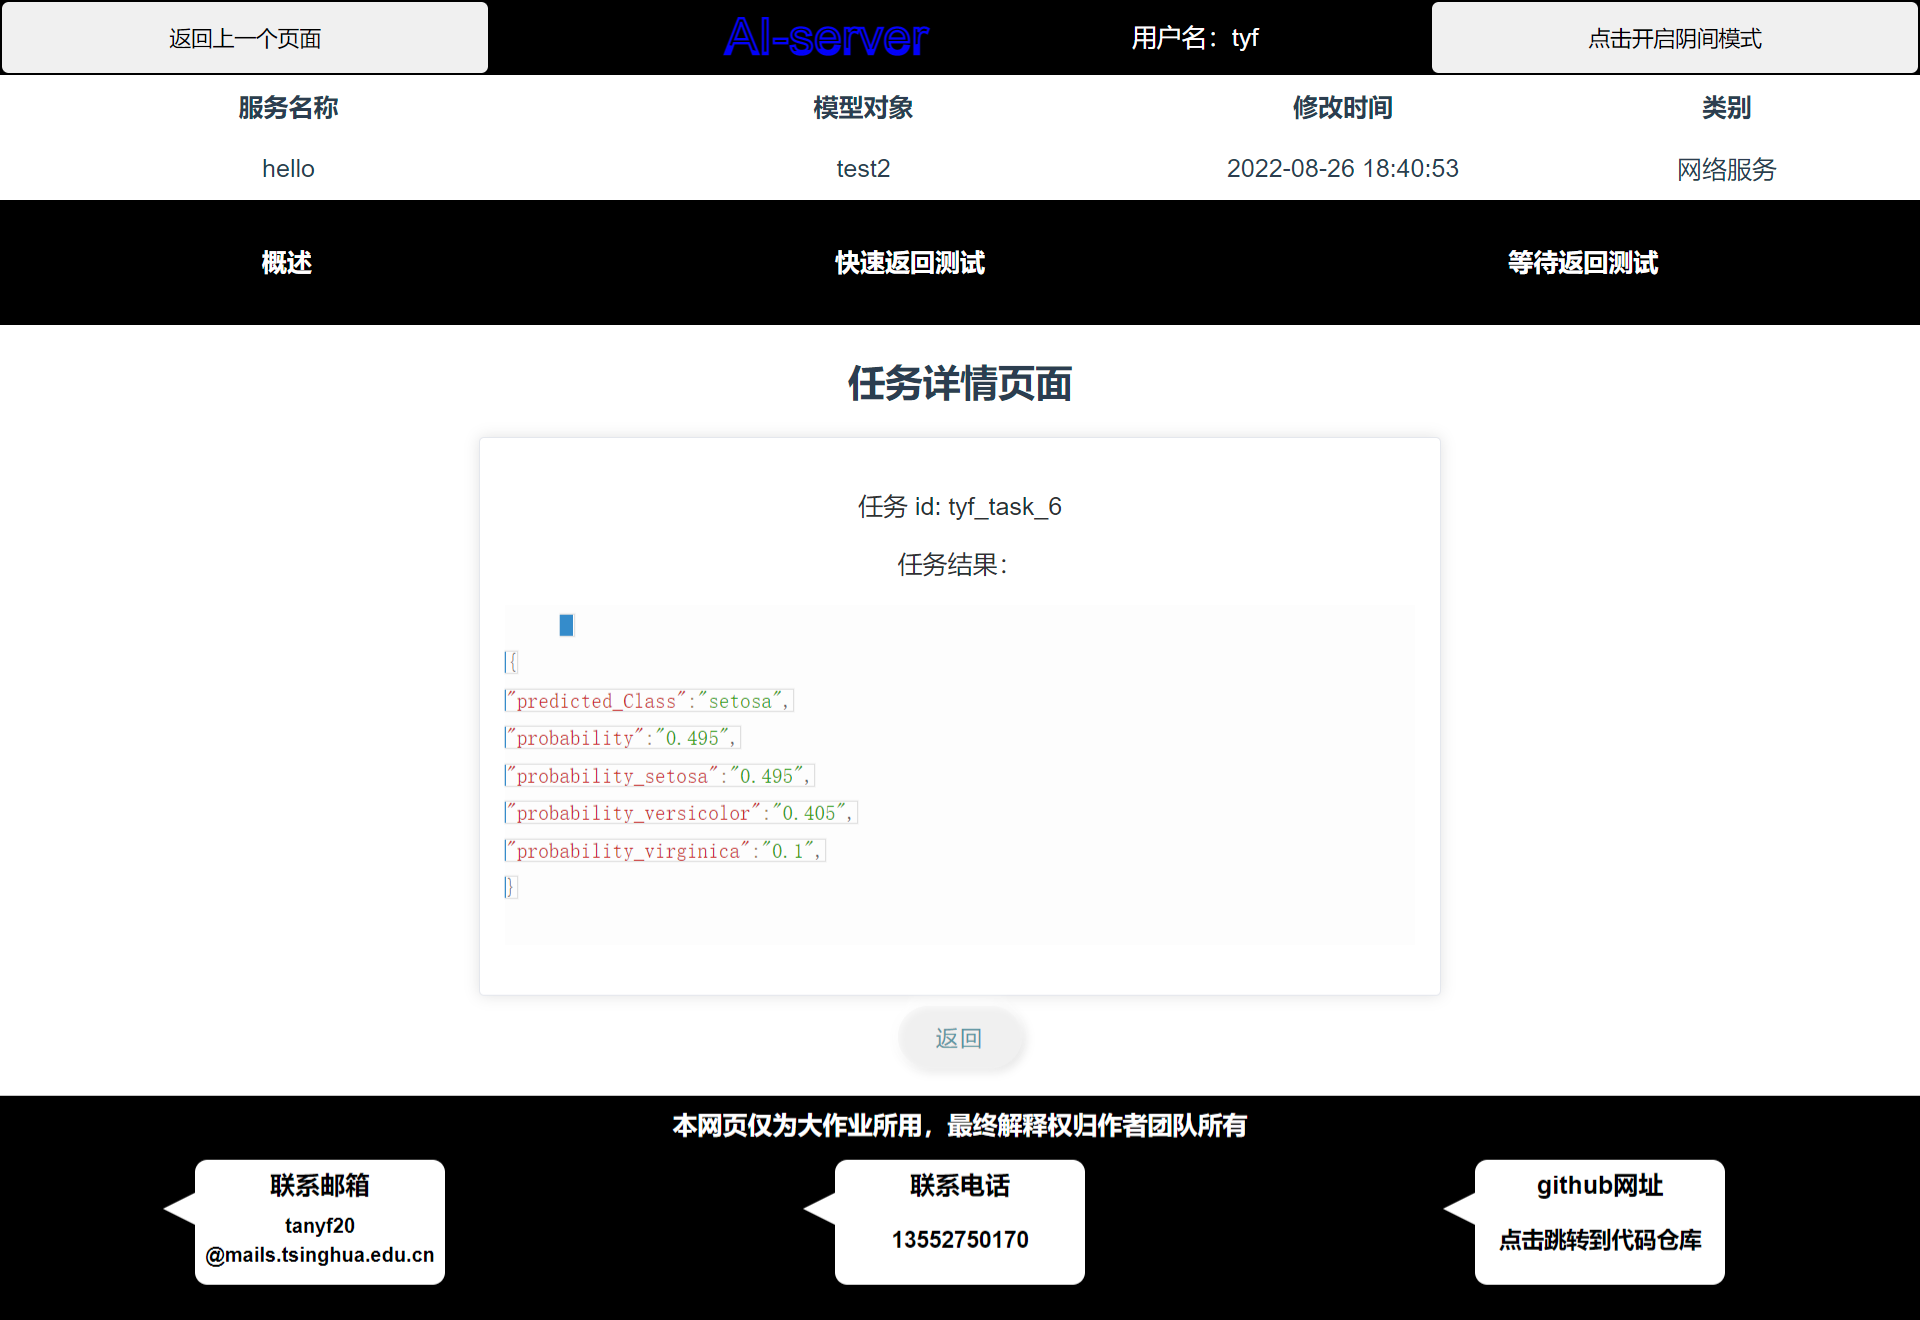 返回上一个页面
AI-server
用户名：tyf
点击开启阴间模式
服务名称 模型对象 修改时间 类别
hello test2 2022-08-26 18:40:53 网络服务
概述 快速返回测试 等待返回测试
任务详情页面
任务 id: tyf_task_6
任务结果：
{
"predicted_Class":"setosa",
"probability":"0.495",
"probability_setosa":"0.495",
"probability_versicolor":"0.405",
"probability_virginica":"0.1",
}
返回
本网页仅为大作业所用，最终解释权归作者团队所有
联系邮箱
tanyf20
@mails.tsinghua.edu.cn
联系电话
13552750170
github网址
点击跳转到代码仓库